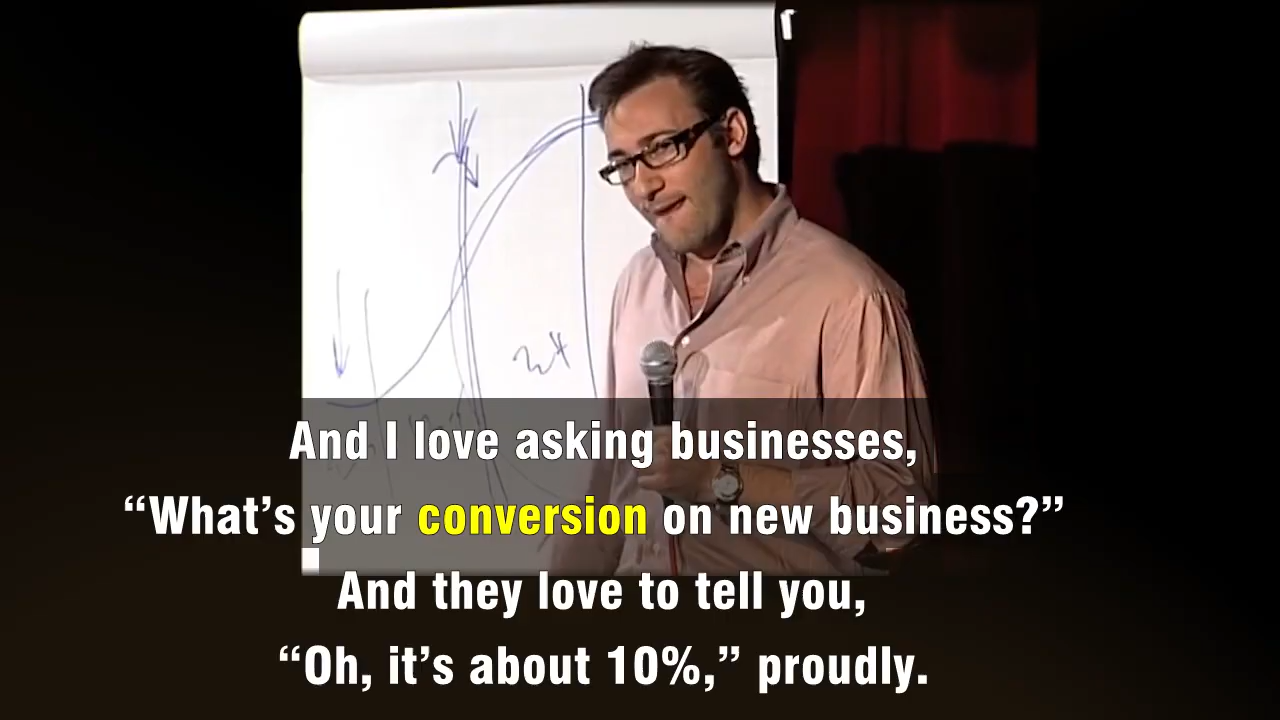 And I love asking businesses,
“What’s your conversion on new business?”
And they love to tell you,
“Oh, it’s about 10%,” proudly.